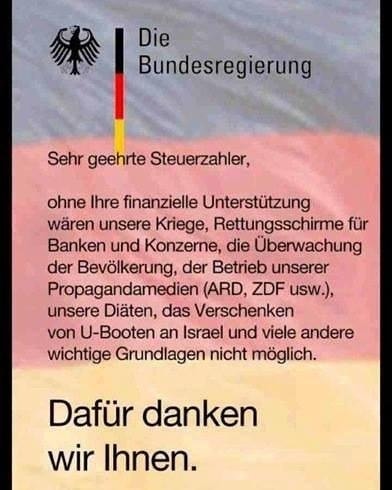 Die
Bundesregierung
Sehr geehrte Steuerzahler,
ohne Ihre finanzielle Unterstützung
wären unsere Kriege, Rettungsschirme für
Banken und Konzerne, die Überwachung
der Bevölkerung, der Betrieb unserer
Propagandamedien (ARD, ZDF usw.),
unsere Diäten, das Verschenken
von U-Booten an Israel und viele andere
wichtige Grundlagen nicht möglich.
Dafür danken
wir Ihnen.